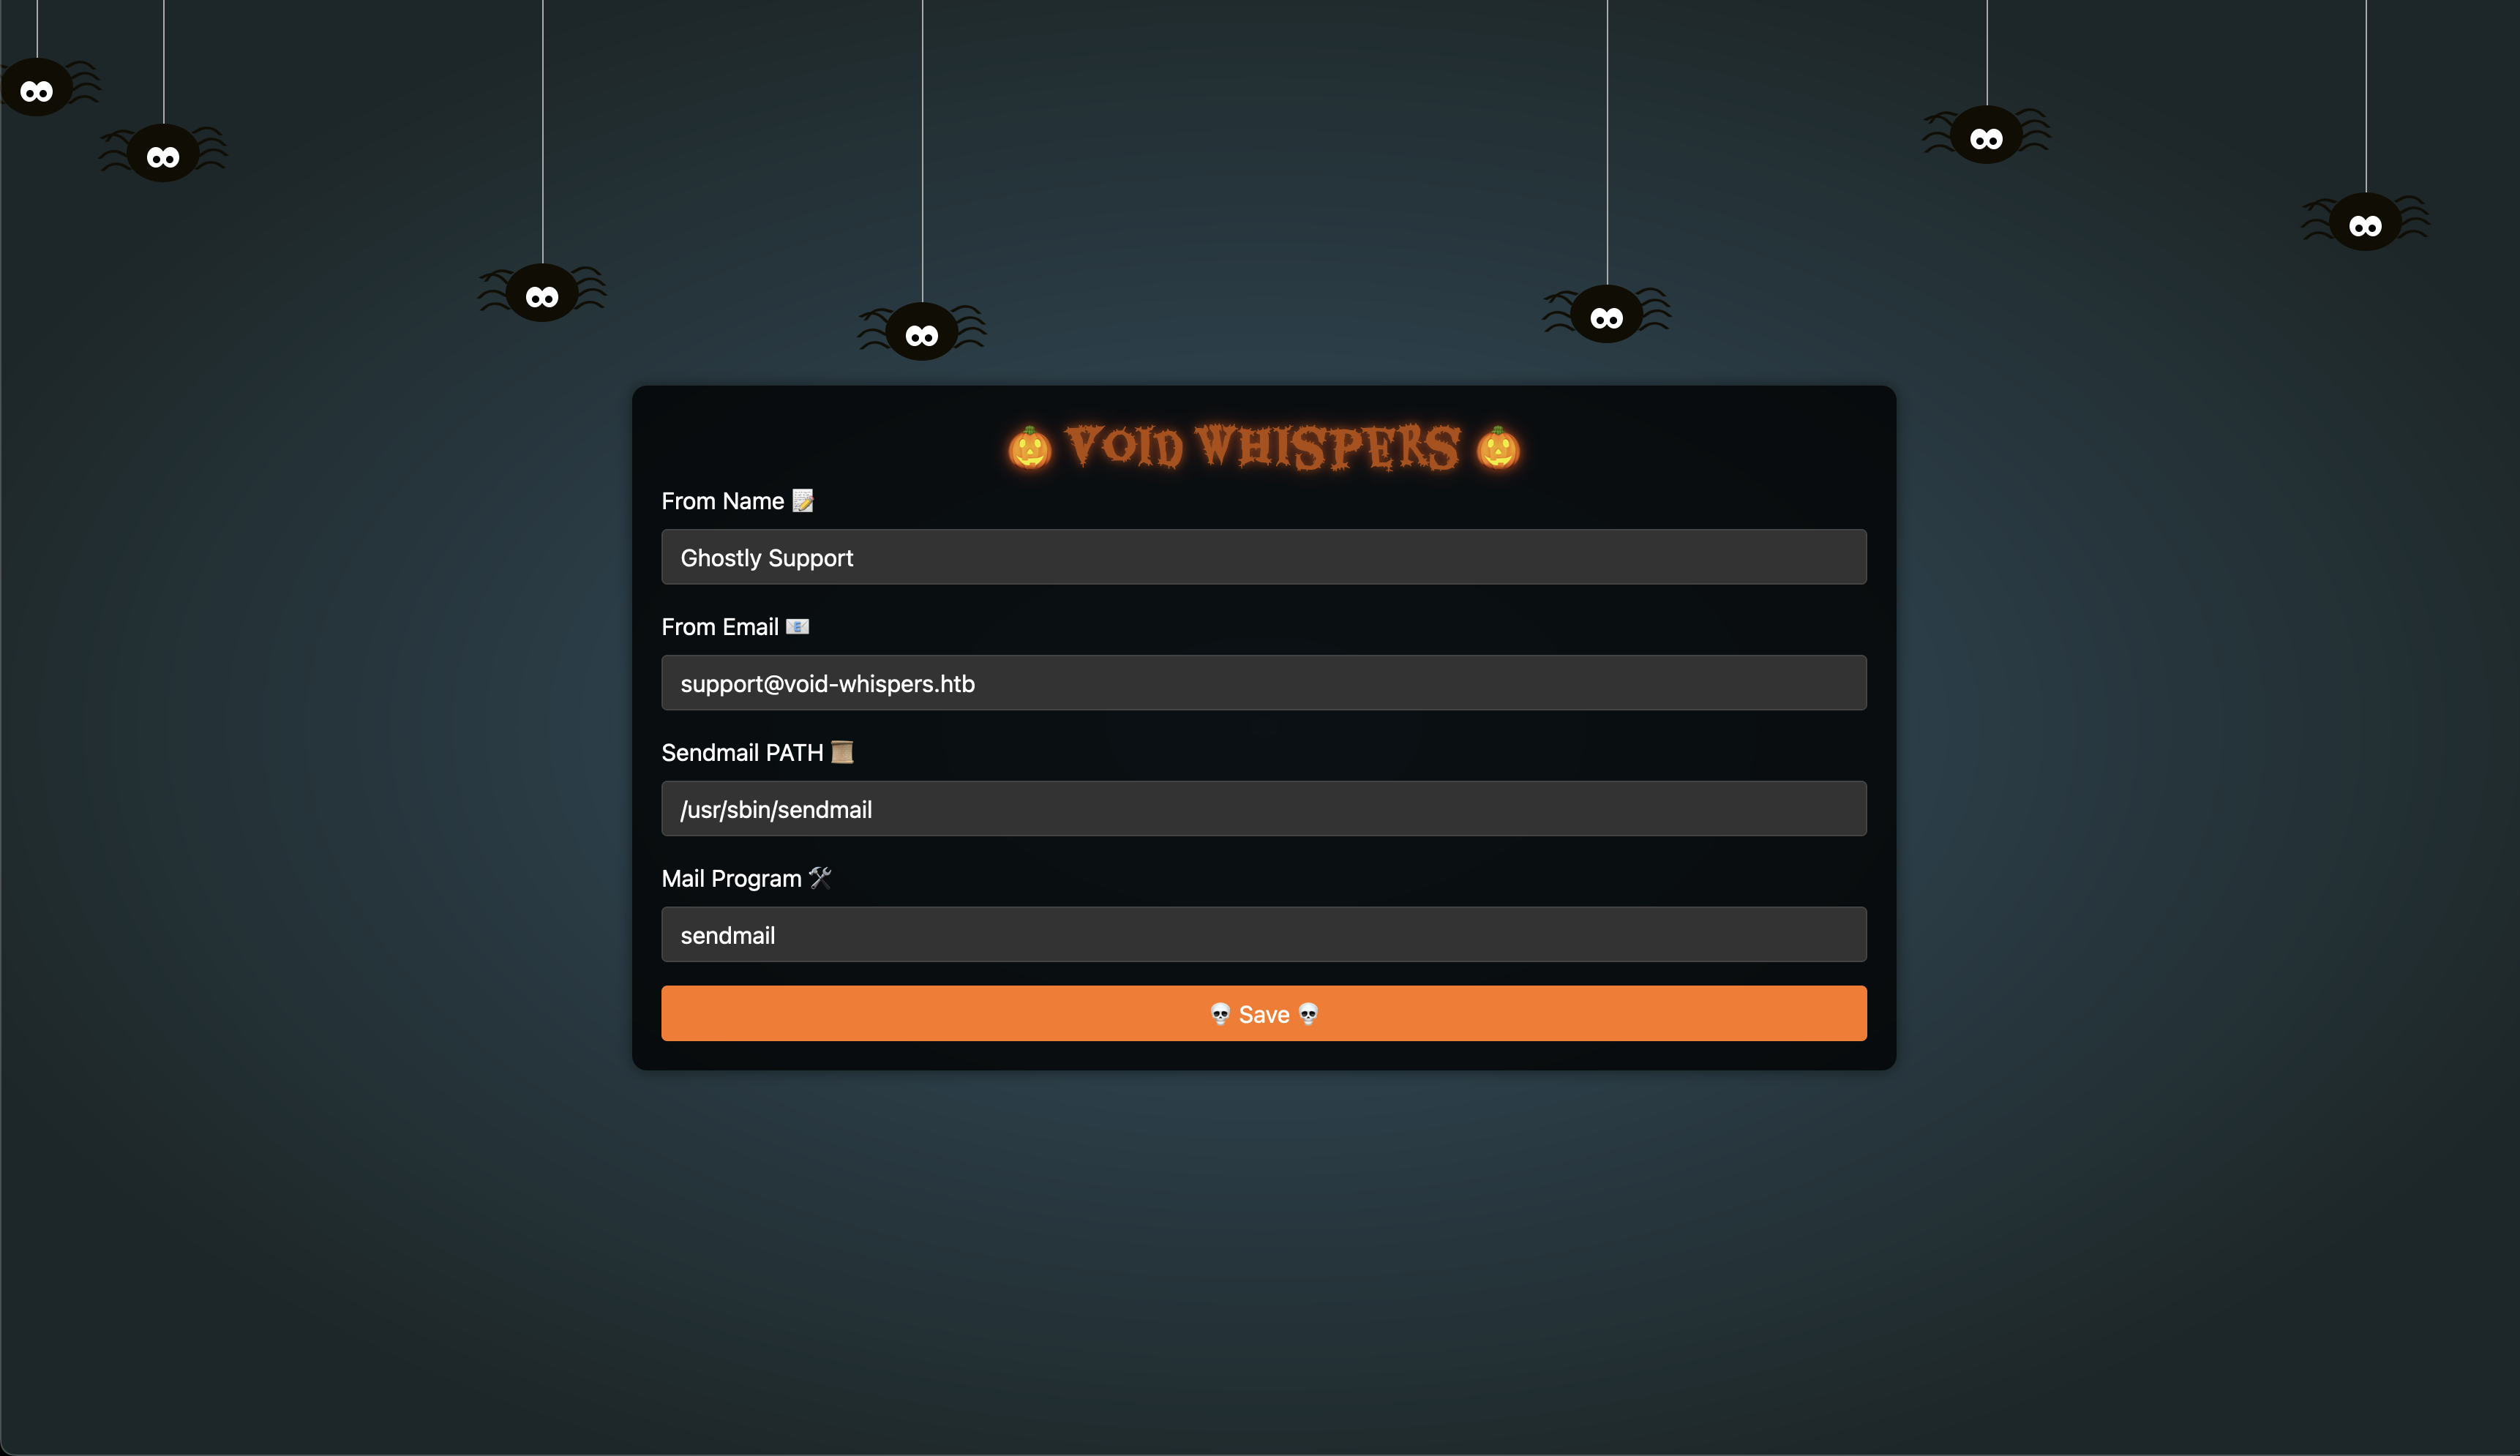 🎃 VOID WHISPERS 🎃
From Name 📝
Ghostly Support
From Email 📧
support@void-whispers.htb
Sendmail PATH 📜
/usr/sbin/sendmail
Mail Program 🛠️
sendmail
💀 Save 💀